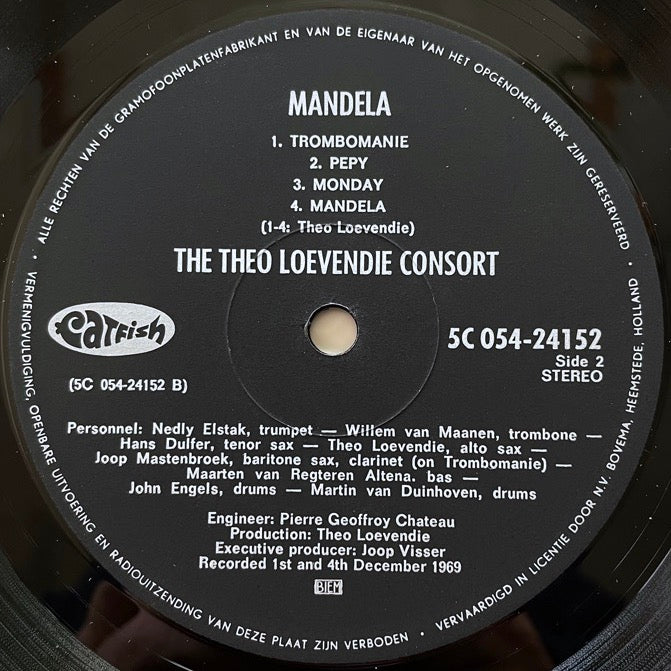 ALLE RECHTEN VAN DE GRAMOFOONPLATENFABRIKANT EN VAN DE EIGENAAR VAN HET OPGENOMEN WERK ZIJN GERESERVEERD •
MANDELA
1. TROMBOMANIE
2. PEPY
3. MONDAY
4. MANDELA
(1-4: Theo Loevendie)
THE THEO LOEVENDIE CONSORT
Catfish
5C 054-24152
Side 2
STEREO
(5C 054-24152 B)
Personnel: Nedly Elstak, trumpet — Willem van Maanen, trombone —
Hans Dulfer, tenor sax — Theo Loevendie, alto sax —
Joop Mastenbroek, baritone sax, clarinet (on Trombomanie) —
Maarten van Regteren Altena. bas —
John Engels, drums — Martin van Duinhoven, drums
Engineer: Pierre Geoffroy Chateau
Production: Theo Loevendie
Executive producer: Joop Visser
Recorded 1st and 4th December 1969
BIEM
• VERMENIGVULDIGING, OPENBARE UITVOERING EN RADIOUITZENDING VAN DEZE PLAAT ZIJN VERBODEN •
VERVAARDIGD IN LICENTIE DOOR N.V. BOVEMA, HEEMSTEDE, HOLLAND •